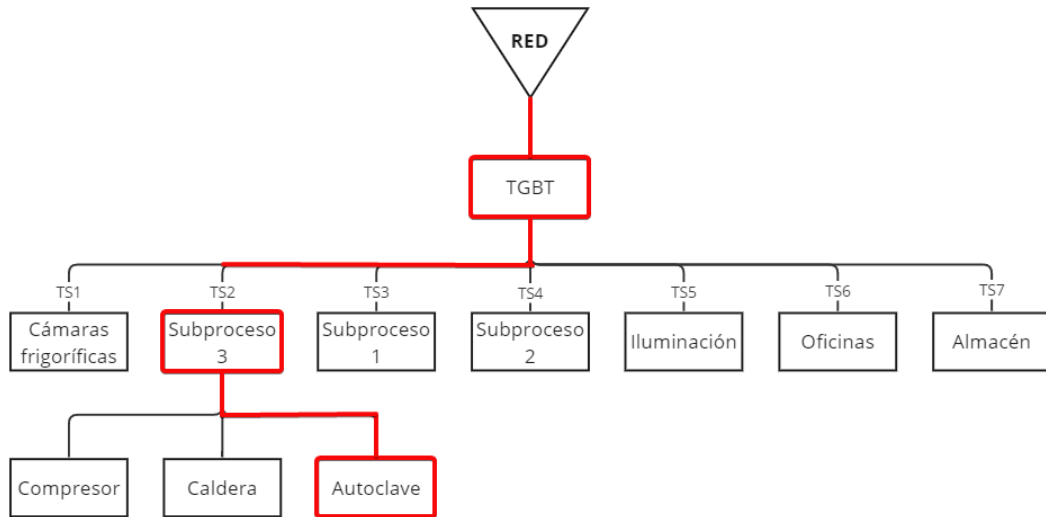 RED
TGBT
TS1
TS2
TS3
TS4
TS5
TS6
TS7
Cámaras
frigoríficas
Subproceso
3
Subproceso
1
Subproceso
2
Iluminación
Oficinas
Almacén
Compresor
Caldera
Autoclave